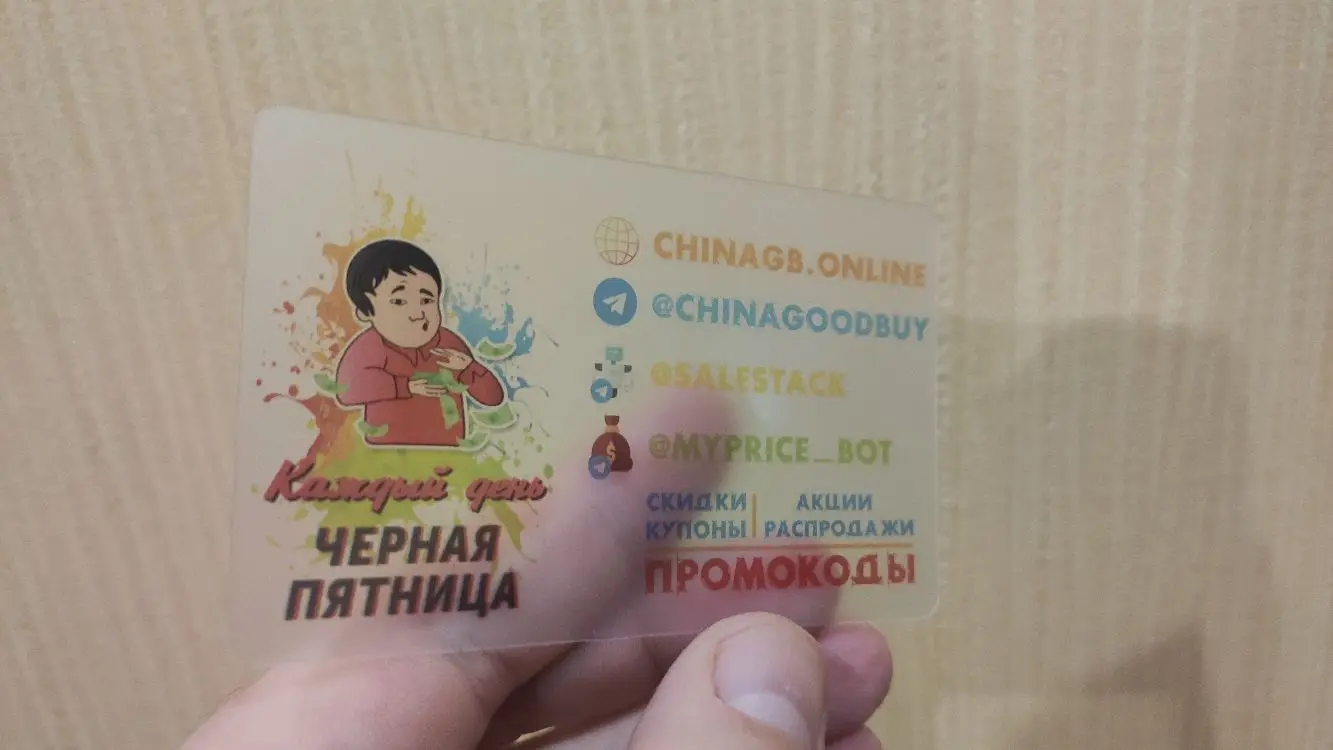 Каждый день
ЧЕРНАЯ
ПЯТНИЦА
CHINAGB.ONLINE
@CHINAGOODBUY
@SALESTACK
@MYPRICE_BOT
СКИДКИ
КУПОНЫ
АКЦИИ
РАСПРОДАЖИ
ПРОМОКОДЫ